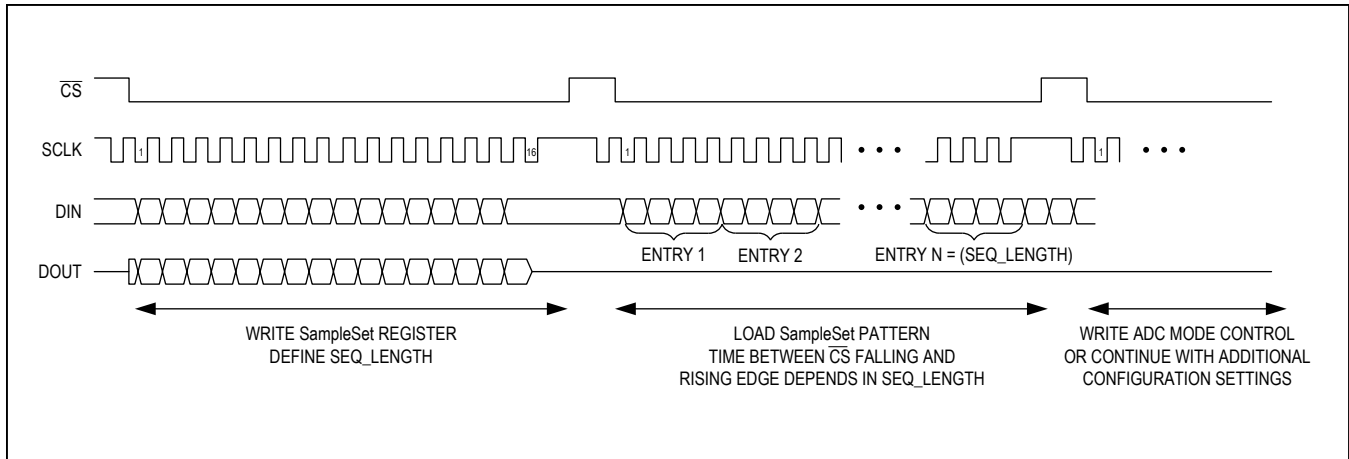 CS
SCLK 1 16 1 • • • 1 • • •
DIN • • •
ENTRY 1 ENTRY 2 ENTRY N = (SEQ_LENGTH)
DOUT
WRITE SampleSet REGISTER
DEFINE SEQ_LENGTH
LOAD SampleSet PATTERN
TIME BETWEEN CS FALLING AND
RISING EDGE DEPENDS IN SEQ_LENGTH
WRITE ADC MODE CONTROL
OR CONTINUE WITH ADDITIONAL
CONFIGURATION SETTINGS